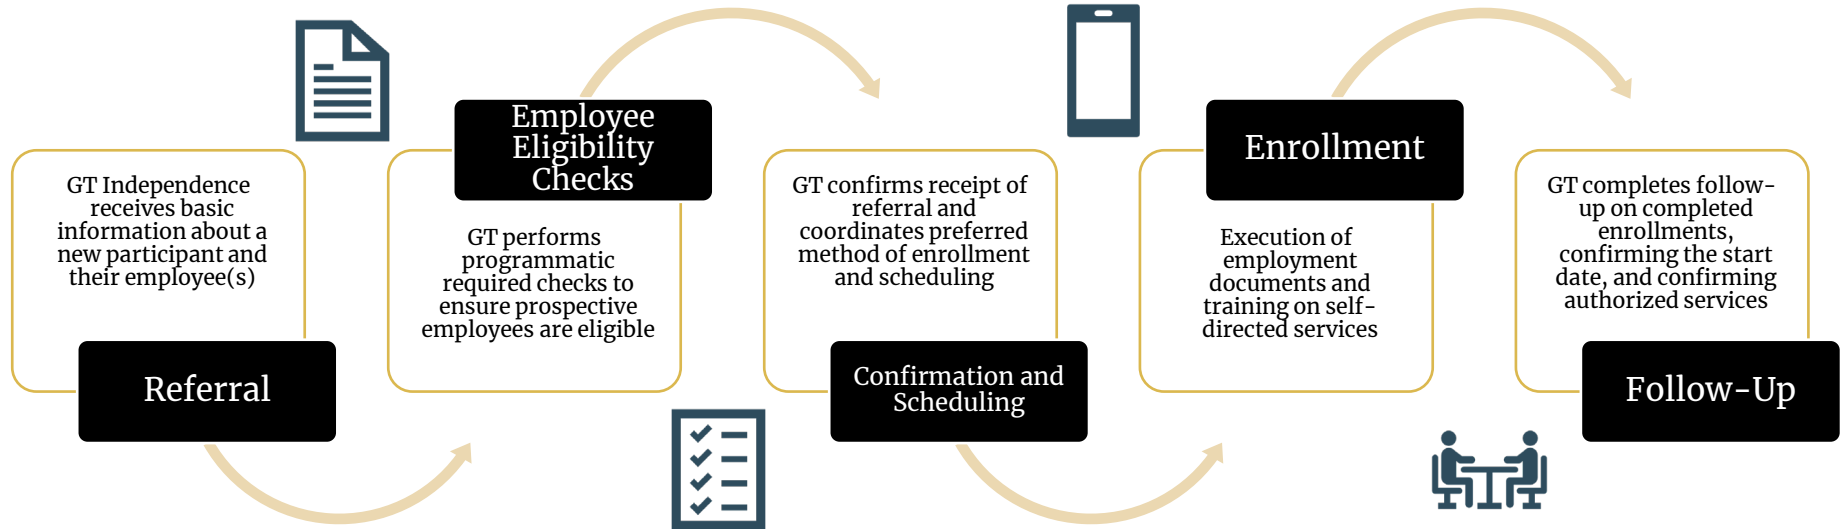 GT Independence
receives basic
information about a
new participant and
their employee(s)
Referral
Employee
Eligibility
Checks
GT performs
programmatic
required checks to
ensure prospective
employees are eligible
GT confirms receipt of
referral and
coordinates preferred
method of enrollment
and scheduling
Confirmation and
Scheduling
Enrollment
Execution of
employment
documents and
training on self-
directed services
GT completes follow-
up on completed
enrollments,
confirming the start
date, and confirming
authorized services
Follow-Up